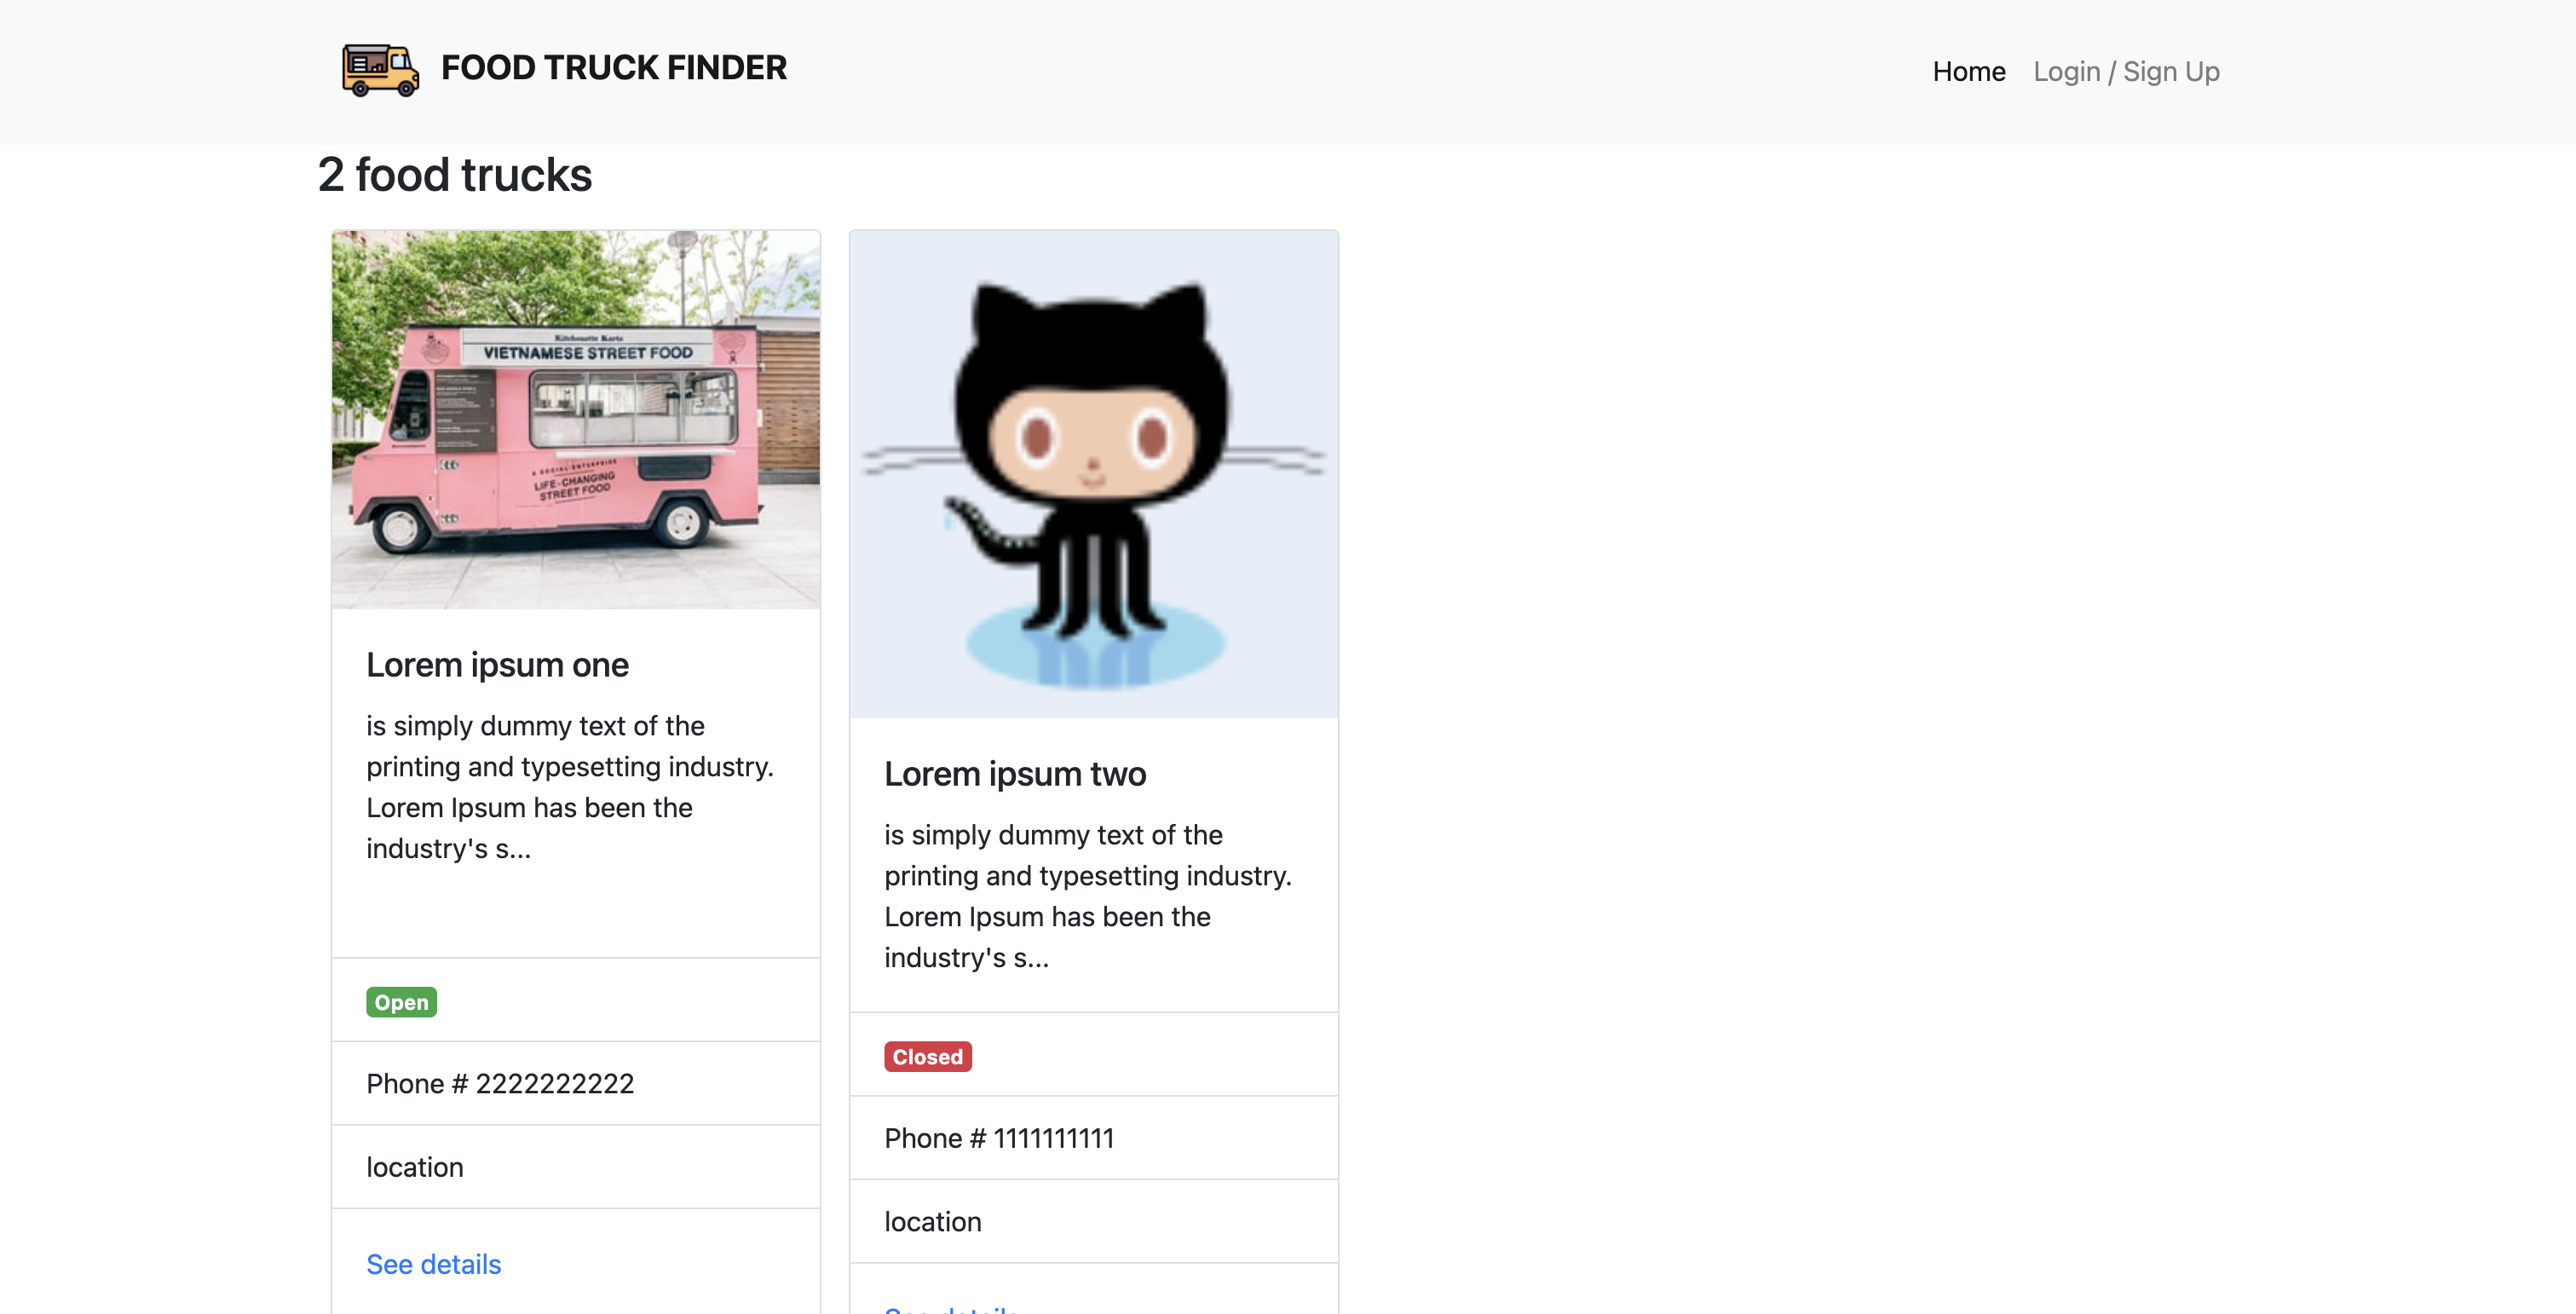 FOOD TRUCK FINDER
Home Login / Sign Up
2 food trucks
Kitchenette Karts
VIETNAMESE STREET FOOD
A SOCIAL ENTERPRISE
LIFE-CHANGING
STREET FOOD
Lorem ipsum one
is simply dummy text of the
printing and typesetting industry.
Lorem Ipsum has been the
industry's s...
Open
Phone # 2222222222
location
See details
Lorem ipsum two
is simply dummy text of the
printing and typesetting industry.
Lorem Ipsum has been the
industry's s...
Closed
Phone # 1111111111
location
See details